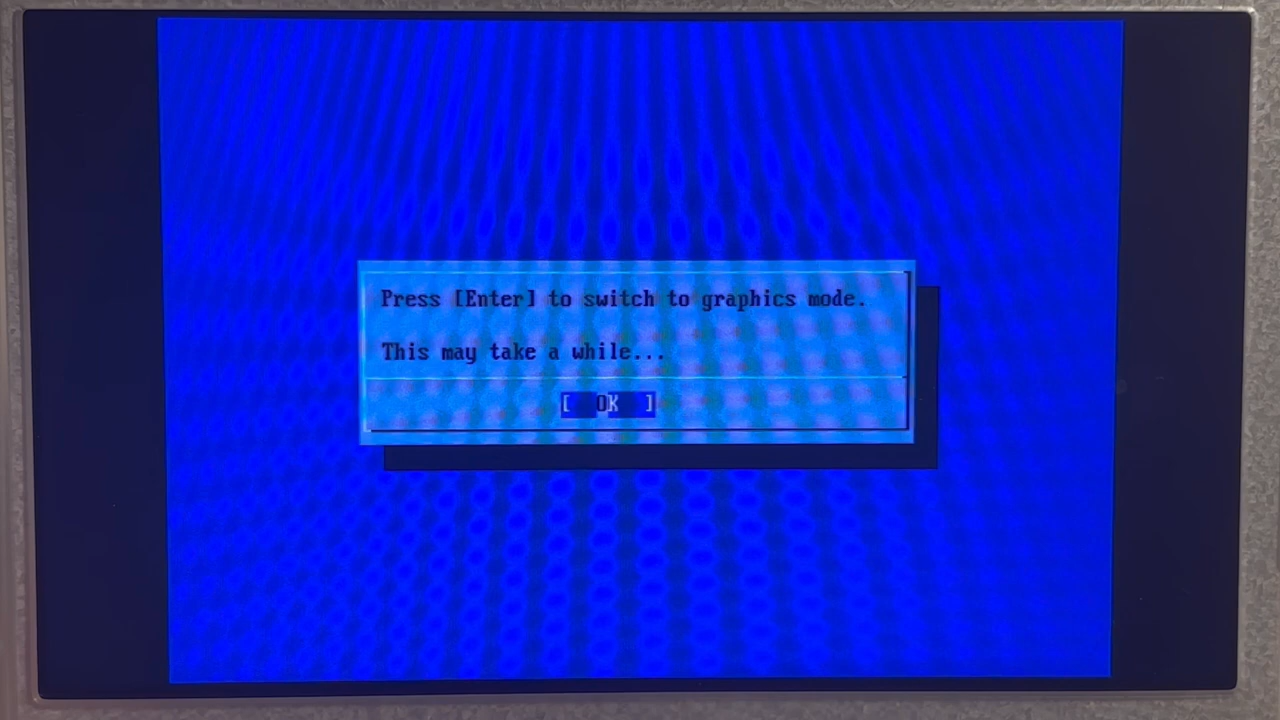 Press [Enter] to switch to graphics mode.
This may take a while...
[ OK ]